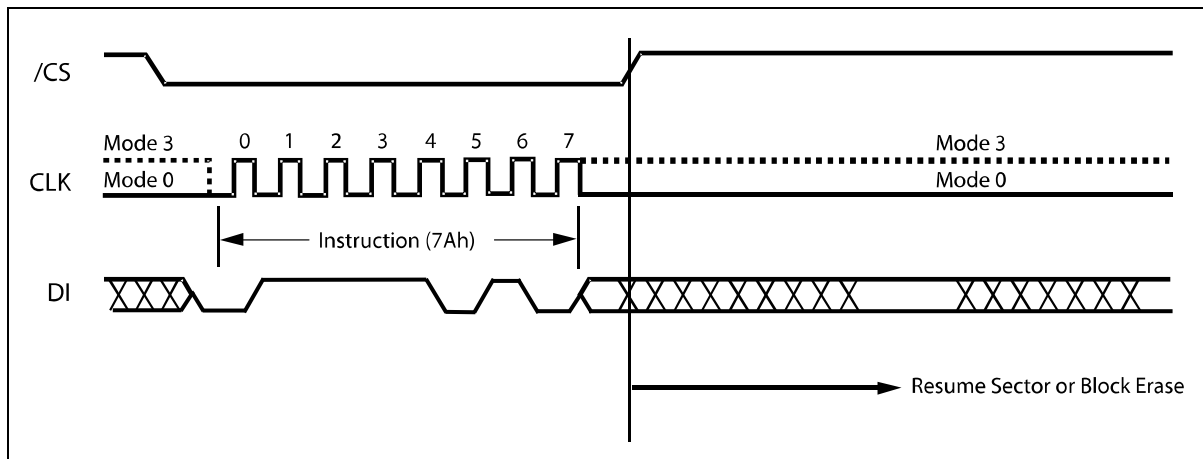 /CS
Mode 3
0 1 2 3 4 5 6 7
Mode 3
CLK
Mode 0
Mode 0
Instruction (7Ah)
DI
Resume Sector or Block Erase